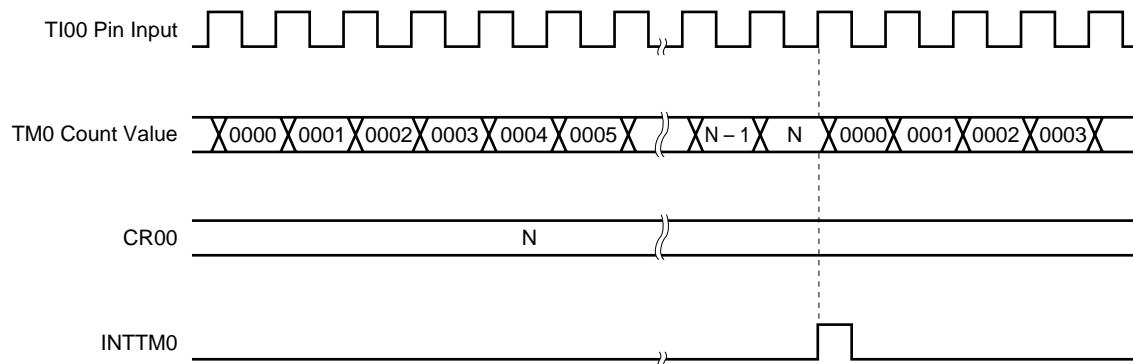 TI00 Pin Input
TM0 Count Value 0000 0001 0002 0003 0004 0005 N – 1 N 0000 0001 0002 0003
CR00 N
INTTM0